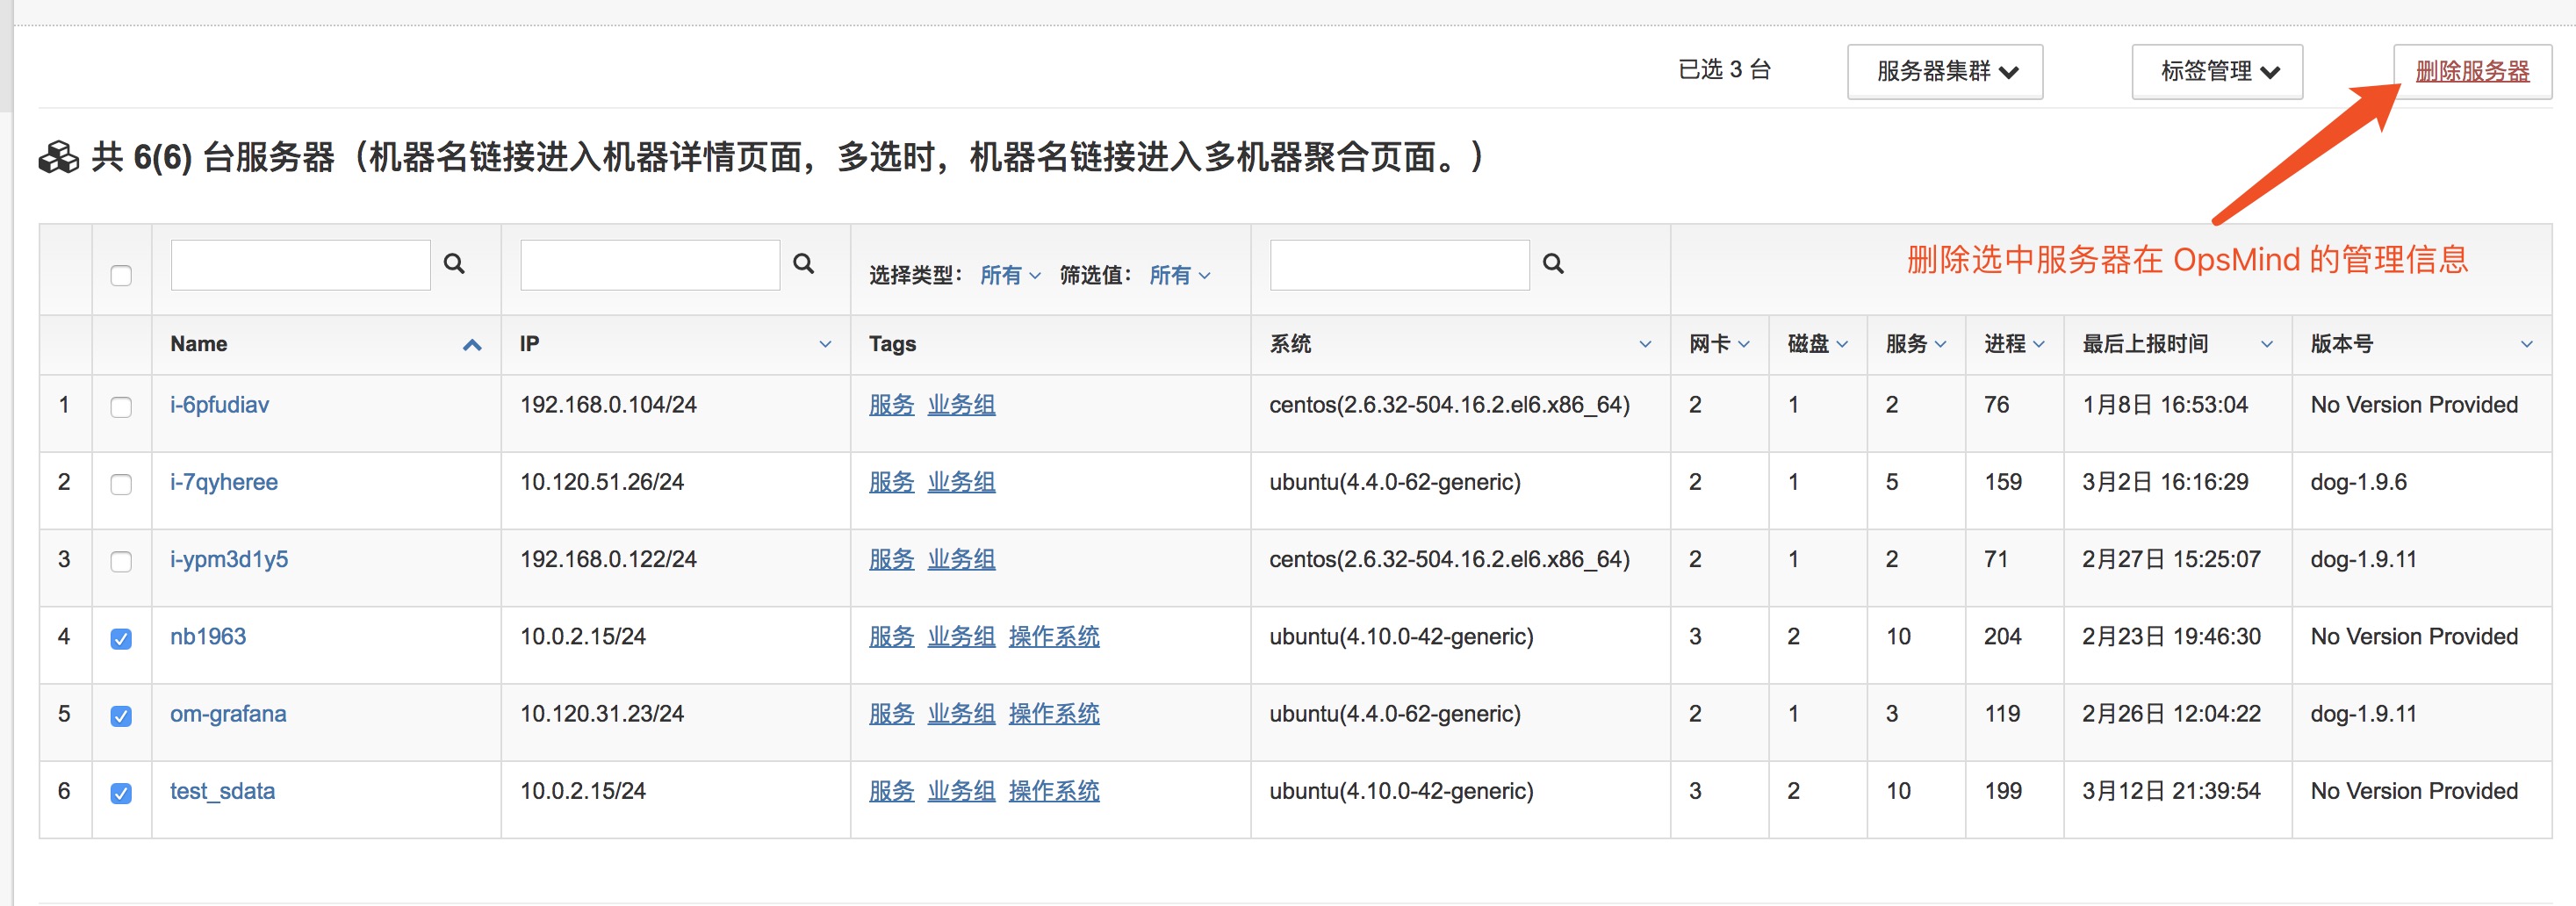 已选 3 台 服务器集群 标签管理 删除服务器
共 6(6) 台服务器（机器名链接进入机器详情页面，多选时，机器名链接进入多机器聚合页面。）
选择类型： 所有 筛选值： 所有 删除选中服务器在 OpsMind 的管理信息
Name IP Tags 系统 网卡 磁盘 服务 进程 最后上报时间 版本号
1 i-6pfudiav 192.168.0.104/24 服务 业务组 centos(2.6.32-504.16.2.el6.x86_64) 2 1 2 76 1月8日 16:53:04 No Version Provided
2 i-7qyheree 10.120.51.26/24 服务 业务组 ubuntu(4.4.0-62-generic) 2 1 5 159 3月2日 16:16:29 dog-1.9.6
3 i-ypm3d1y5 192.168.0.122/24 服务 业务组 centos(2.6.32-504.16.2.el6.x86_64) 2 1 2 71 2月27日 15:25:07 dog-1.9.11
4 nb1963 10.0.2.15/24 服务 业务组 操作系统 ubuntu(4.10.0-42-generic) 3 2 10 204 2月23日 19:46:30 No Version Provided
5 om-grafana 10.120.31.23/24 服务 业务组 操作系统 ubuntu(4.4.0-62-generic) 2 1 3 119 2月26日 12:04:22 dog-1.9.11
6 test_sdata 10.0.2.15/24 服务 业务组 操作系统 ubuntu(4.10.0-42-generic) 3 2 10 199 3月12日 21:39:54 No Version Provided